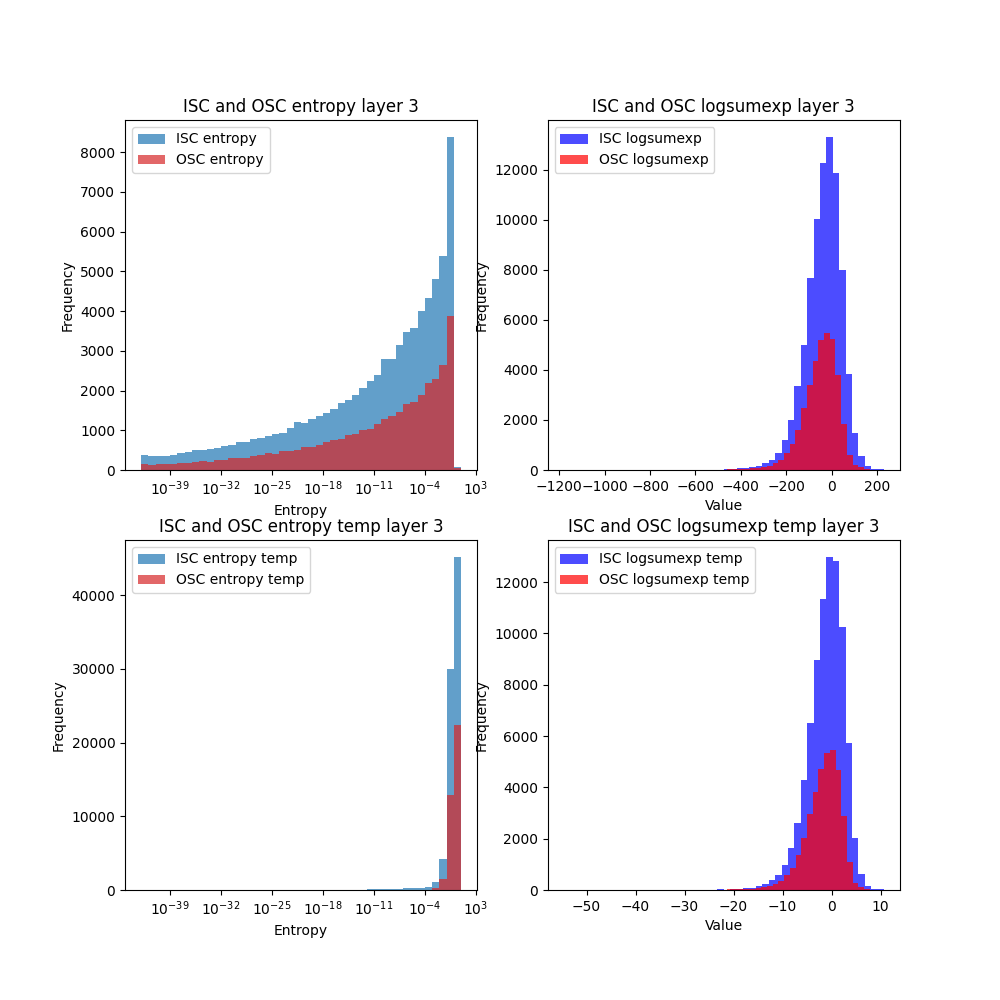 ISC and OSC entropy layer 3
ISC entropy
OSC entropy
Frequency
8000
7000
6000
5000
4000
3000
2000
1000
0
10^{-39} 10^{-32} 10^{-25} 10^{-18} 10^{-11} 10^{-4} 10^{3}
Entropy
ISC and OSC logsumexp layer 3
ISC logsumexp
OSC logsumexp
Frequency
12000
10000
8000
6000
4000
2000
0
−1200 −1000 −800 −600 −400 −200 0 200
Value
ISC and OSC entropy temp layer 3
ISC entropy temp
OSC entropy temp
Frequency
40000
30000
20000
10000
0
10^{-39} 10^{-32} 10^{-25} 10^{-18} 10^{-11} 10^{-4} 10^{3}
Entropy
ISC and OSC logsumexp temp layer 3
ISC logsumexp temp
OSC logsumexp temp
Frequency
12000
10000
8000
6000
4000
2000
0
−50 −40 −30 −20 −10 0 10
Value